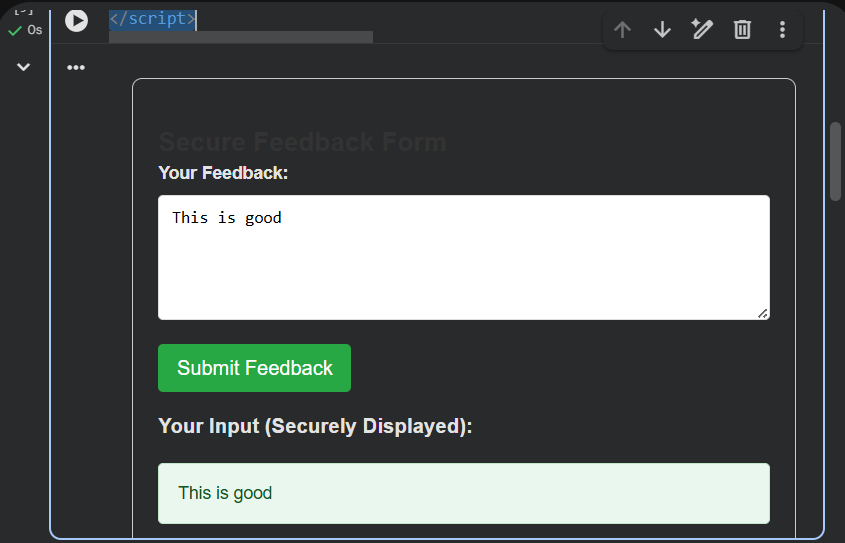 </script>
0s
Secure Feedback Form
Your Feedback:
This is good
Submit Feedback
Your Input (Securely Displayed):
This is good